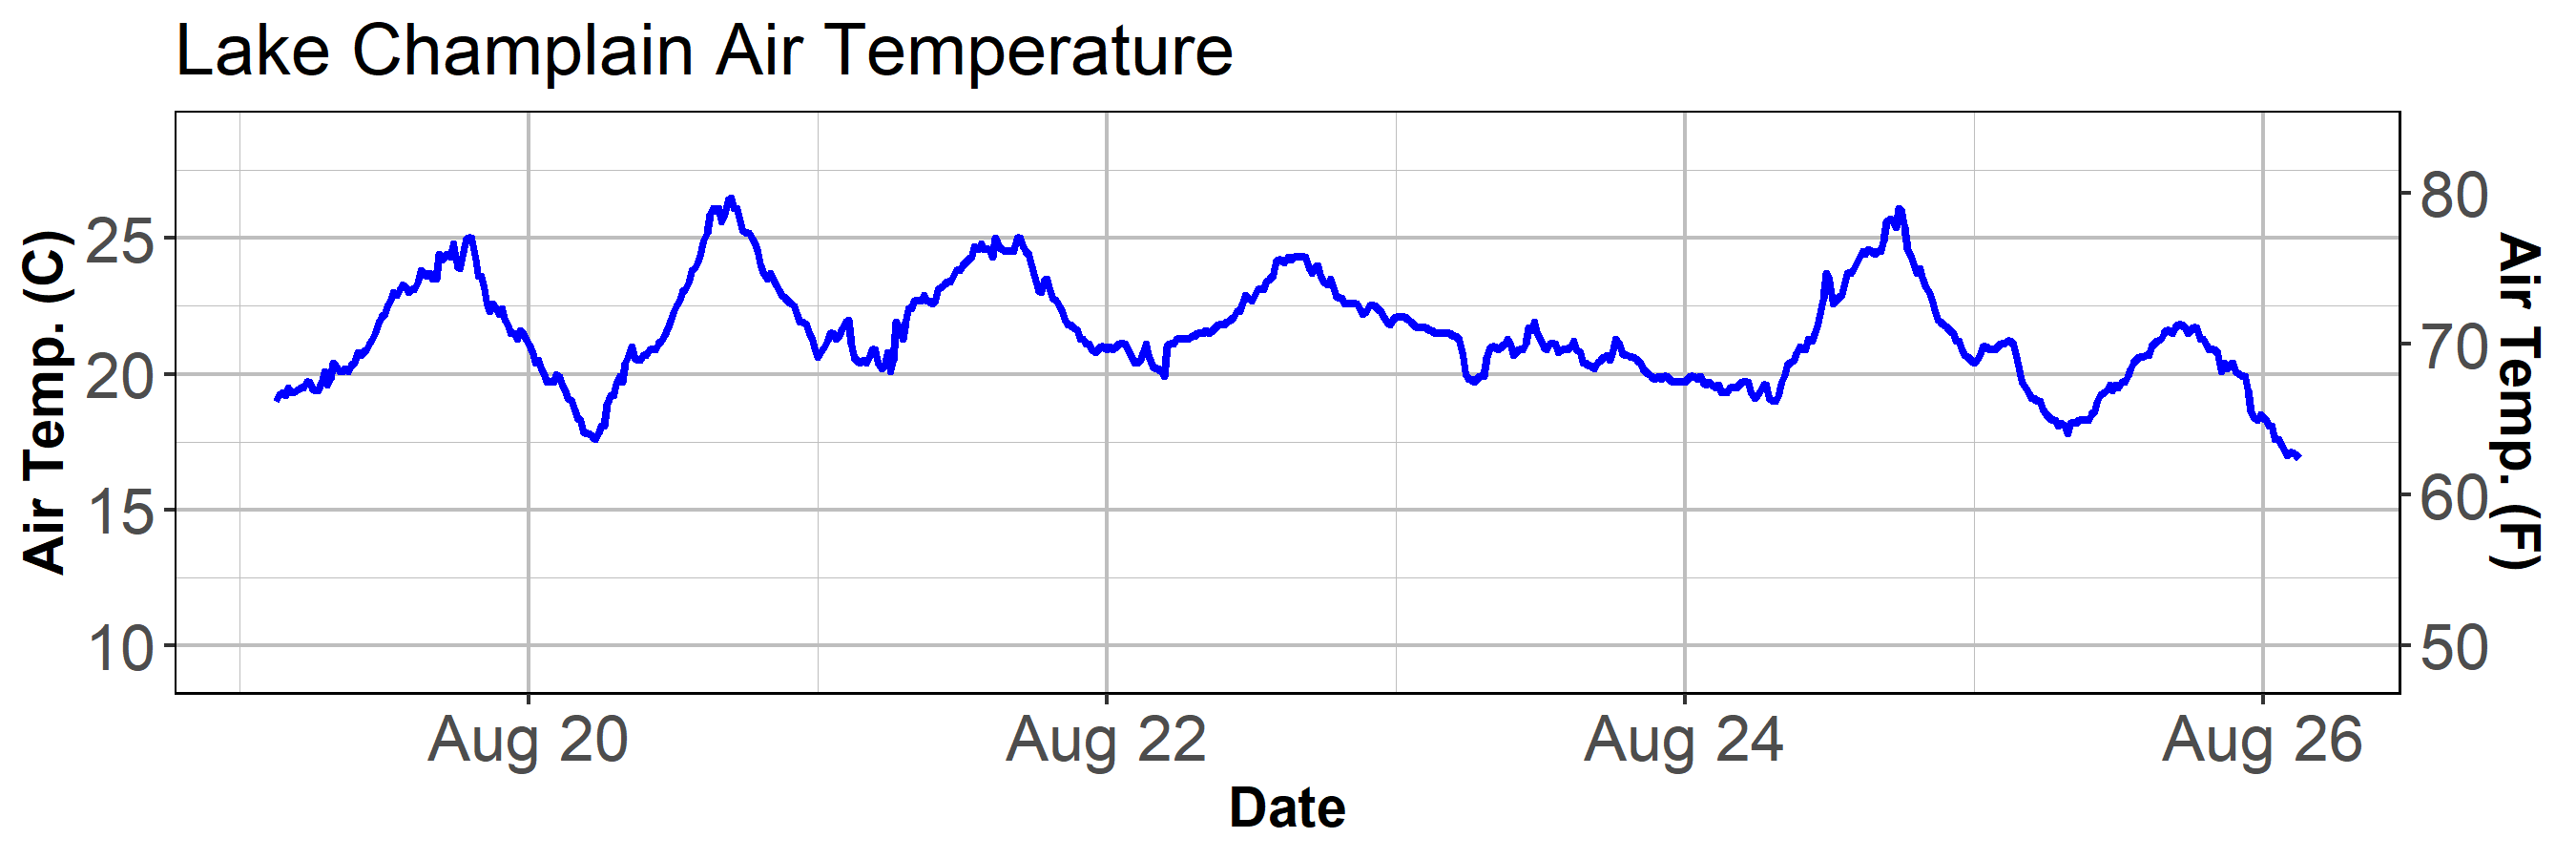 Lake Champlain Air Temperature
Air Temp. (C)
25
20
15
10
80
70
60
50
Air Temp. (F)
Aug 20 Aug 22 Aug 24 Aug 26
Date